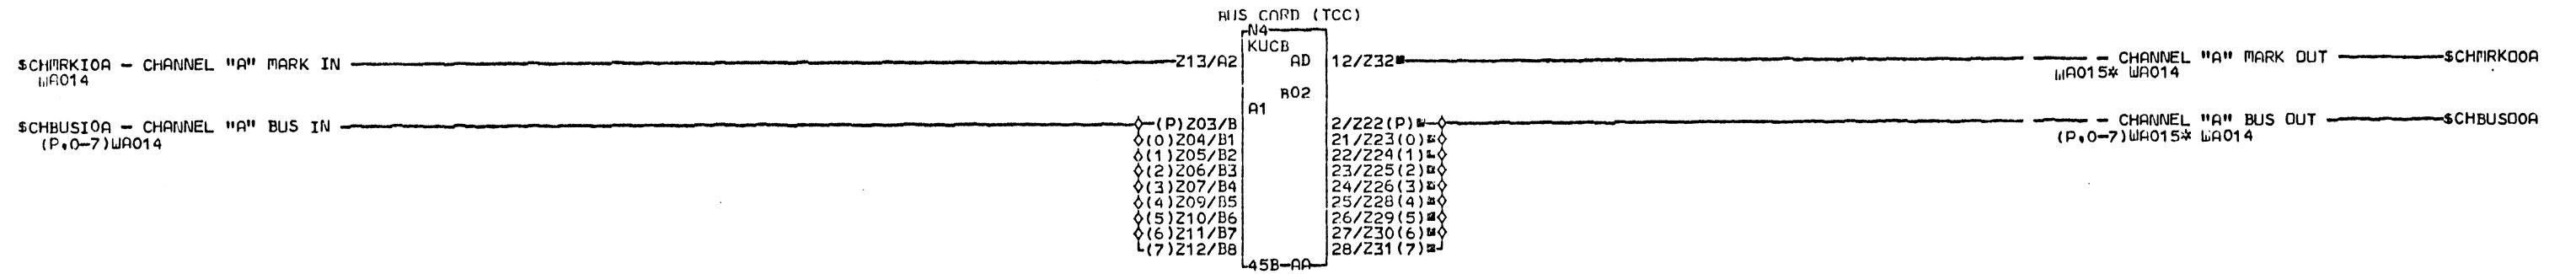 BUS CARD (TCC)
N4
KUCB
$CHMRKI0A - CHANNEL "A" MARK IN Z13/A2 AD 12/Z32 - CHANNEL "A" MARK OUT $CHMRKO0A
WA014 WA015* WA014
B02
A1
$CHBUSI0A - CHANNEL "A" BUS IN (P)Z03/B 2/Z22(P) - CHANNEL "A" BUS OUT $CHBUSO0A
(P,0-7)WA014 (0)Z04/B1 21/Z23(0) (P,0-7)WA015* WA014
(1)Z05/B2 22/Z24(1)
(2)Z06/B3 23/Z25(2)
(3)Z07/B4 24/Z26(3)
(4)Z09/B5 25/Z28(4)
(5)Z10/B6 26/Z29(5)
(6)Z11/B7 27/Z30(6)
(7)Z12/B8 28/Z31(7)
45B-AA